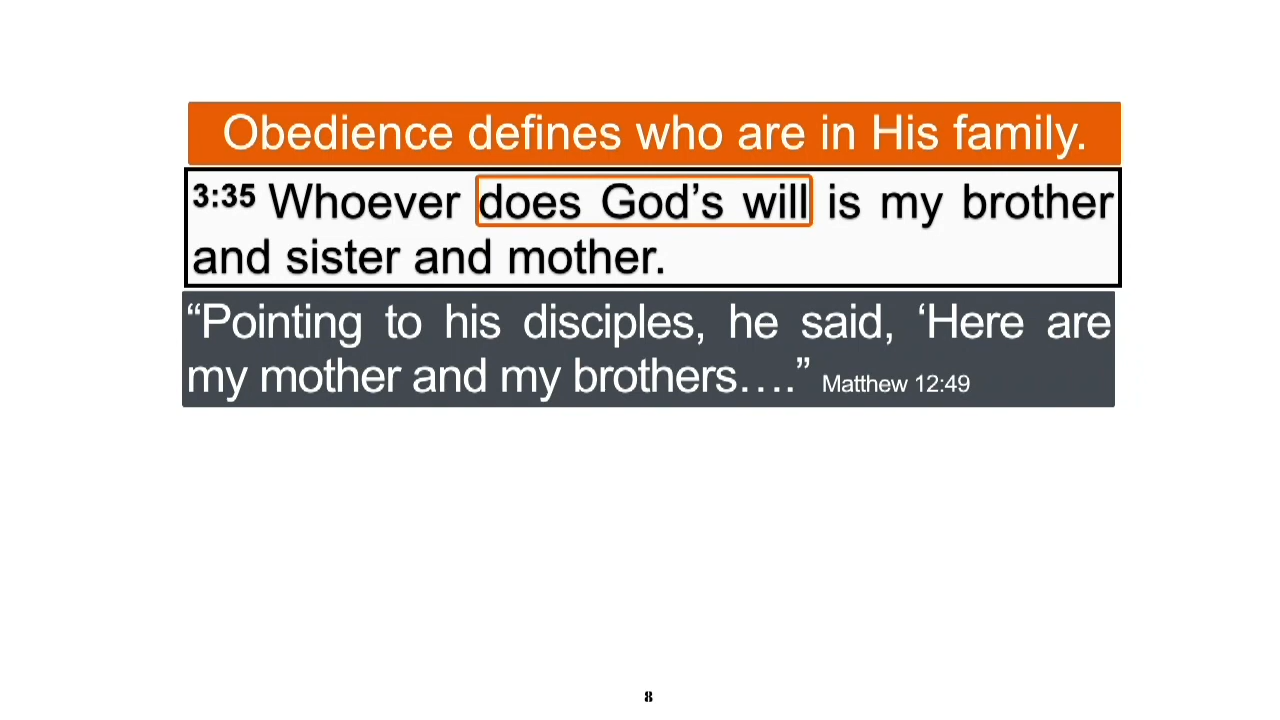 Obedience defines who are in His family.
3:35 Whoever does God’s will is my brother
and sister and mother.
“Pointing to his disciples, he said, ‘Here are
my mother and my brothers….” Matthew 12:49
8